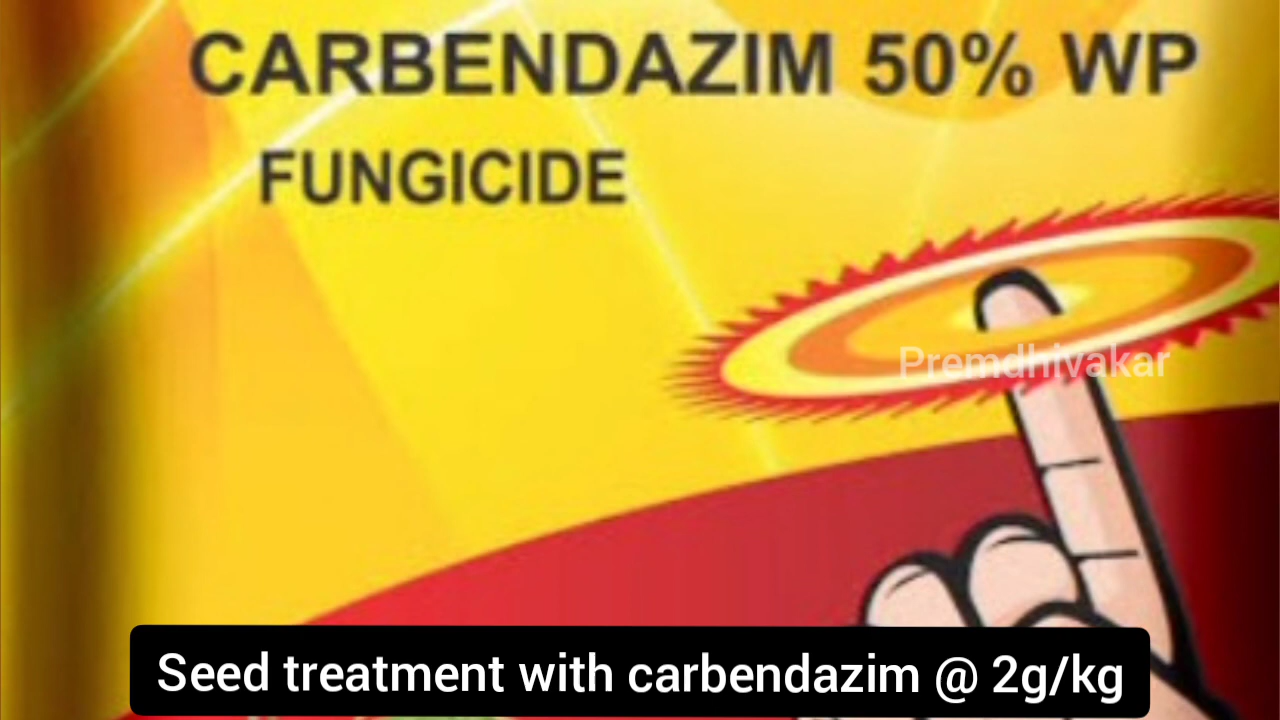 CARBENDAZIM 50% WP
FUNGICIDE
Premdhivakar
Seed treatment with carbendazim @ 2g/kg